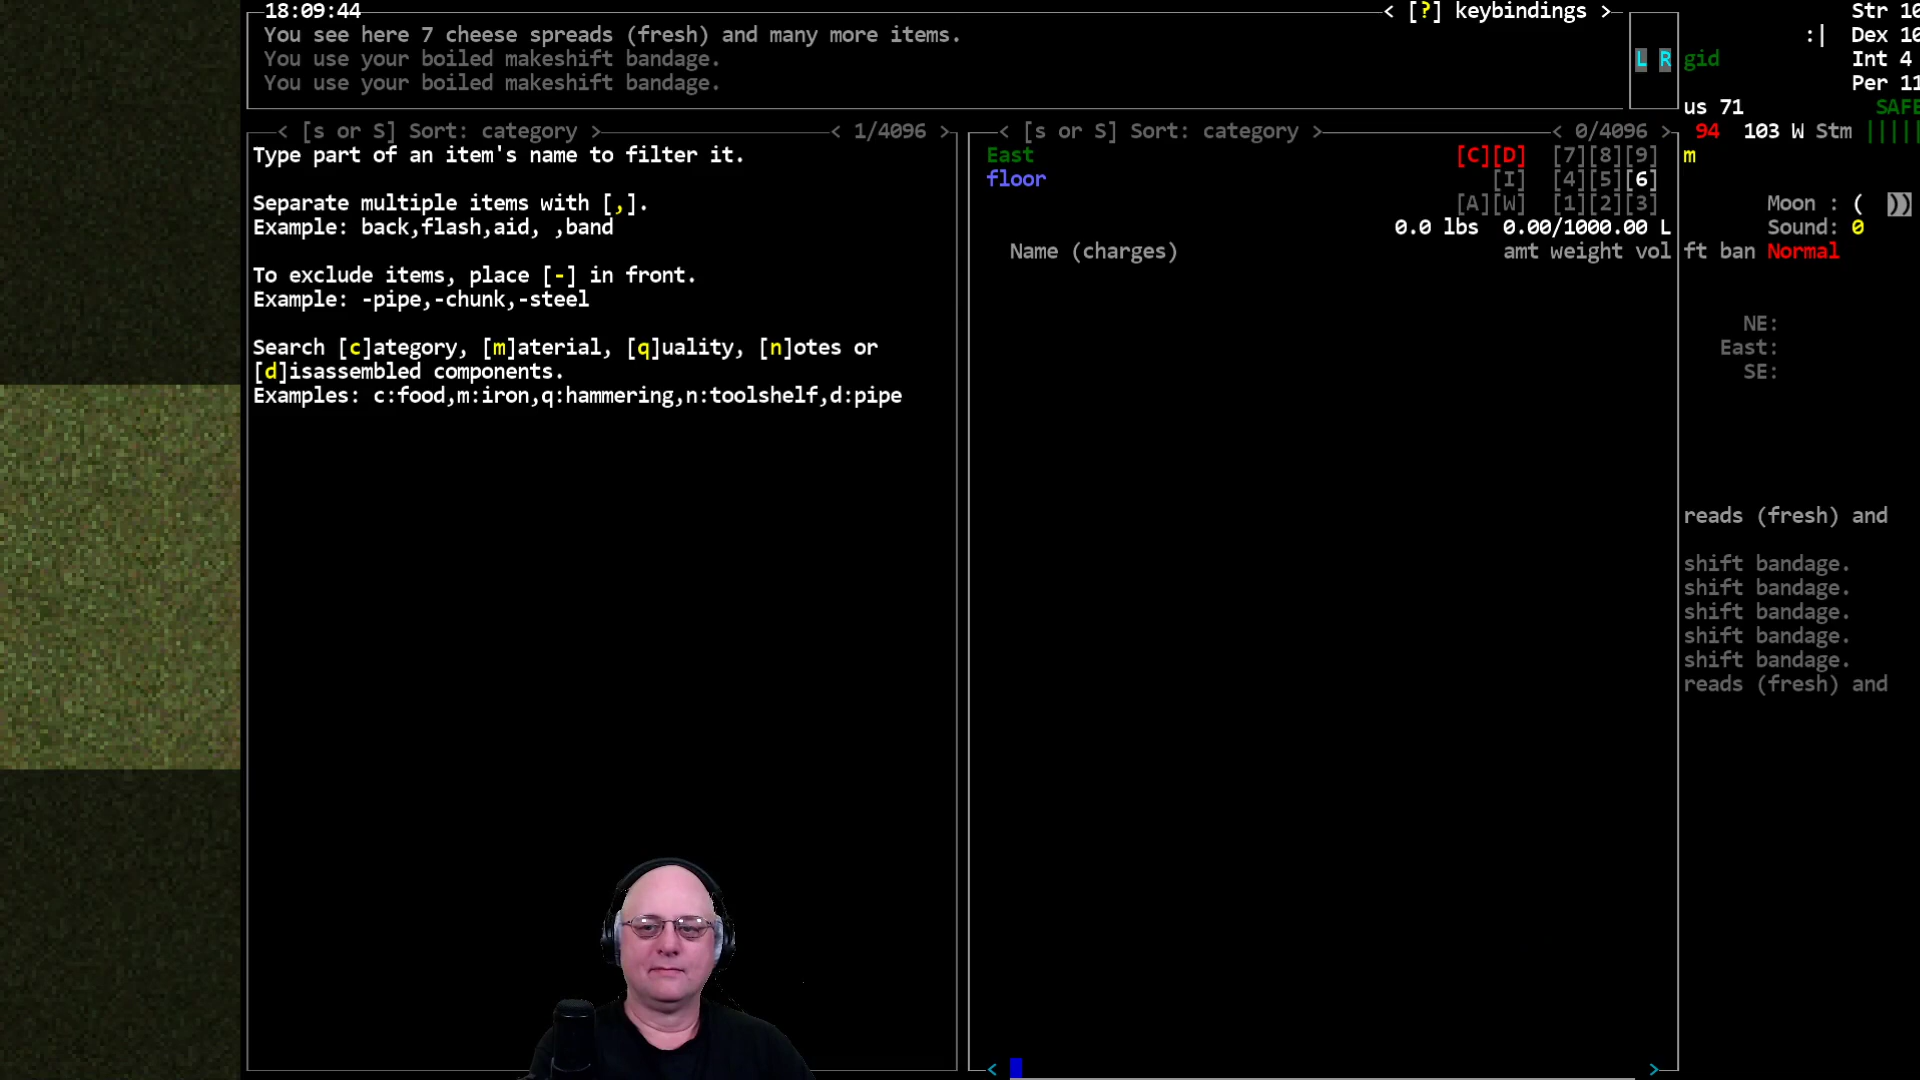 18:09:44
< [?] keybindings >
You see here 7 cheese spreads (fresh) and many more items.
You use your boiled makeshift bandage.
You use your boiled makeshift bandage.
L R
gid
:|
Str 10
Dex 10
Int 4
Per 11
us 71 SAFE
94 103 W Stm |||||
m
Moon : ( ))
Sound: 0
ft ban Normal
NE:
East:
SE:
reads (fresh) and
shift bandage.
shift bandage.
shift bandage.
shift bandage.
shift bandage.
reads (fresh) and
< [s or S] Sort: category > < 1/4096 >
Type part of an item's name to filter it.
Separate multiple items with [,].
Example: back,flash,aid, ,band
To exclude items, place [-] in front.
Example: -pipe,-chunk,-steel
Search [c]ategory, [m]aterial, [q]uality, [n]otes or
[d]isassembled components.
Examples: c:food,m:iron,q:hammering,n:toolshelf,d:pipe
< [s or S] Sort: category > < 0/4096 >
East [C][D] [7][8][9]
floor [I] [4][5][6]
[A][W] [1][2][3]
0.0 lbs 0.00/1000.00 L
Name (charges) amt weight vol
< >